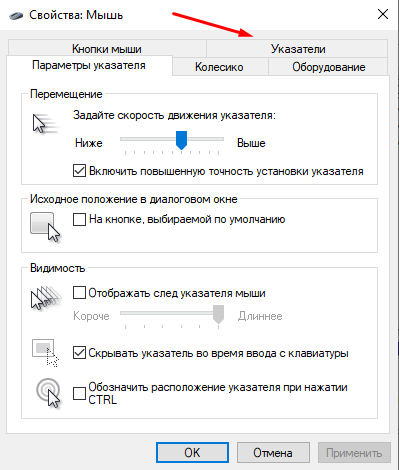 Свойства: Мышь
Кнопки мыши
Указатели
Параметры указателя
Колесико
Оборудование
Перемещение
Задайте скорость движения указателя:
Ниже
Выше
Включить повышенную точность установки указателя
Исходное положение в диалоговом окне
На кнопке, выбираемой по умолчанию
Видимость
Отображать след указателя мыши
Короче
Длиннее
Скрывать указатель во время ввода с клавиатуры
Обозначить расположение указателя при нажатии
CTRL
OK
Отмена
Применить